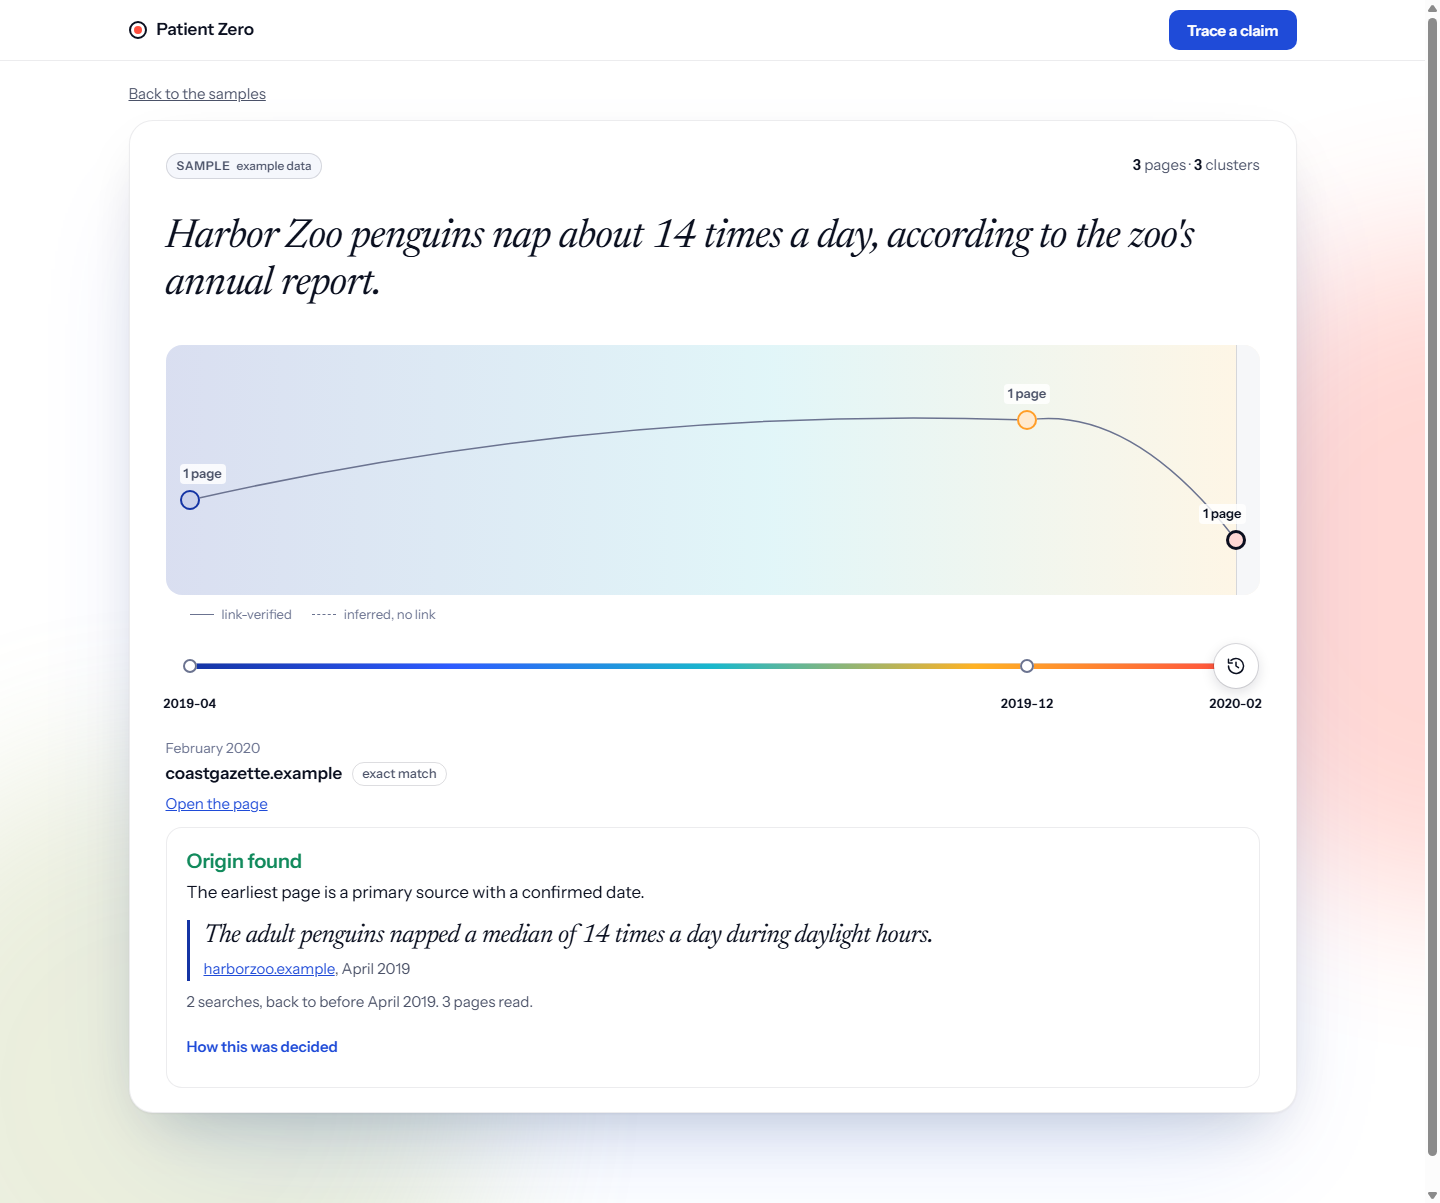 Patient Zero
Trace a claim
Back to the samples
SAMPLE example data
3 pages · 3 clusters
Harbor Zoo penguins nap about 14 times a day, according to the zoo's
annual report.
1 page
1 page
1 page
link-verified
inferred, no link
2019-04
2019-12
2020-02
February 2020
coastgazette.example exact match
Open the page
Origin found
The earliest page is a primary source with a confirmed date.
The adult penguins napped a median of 14 times a day during daylight hours.
harborzoo.example, April 2019
2 searches, back to before April 2019. 3 pages read.
How this was decided